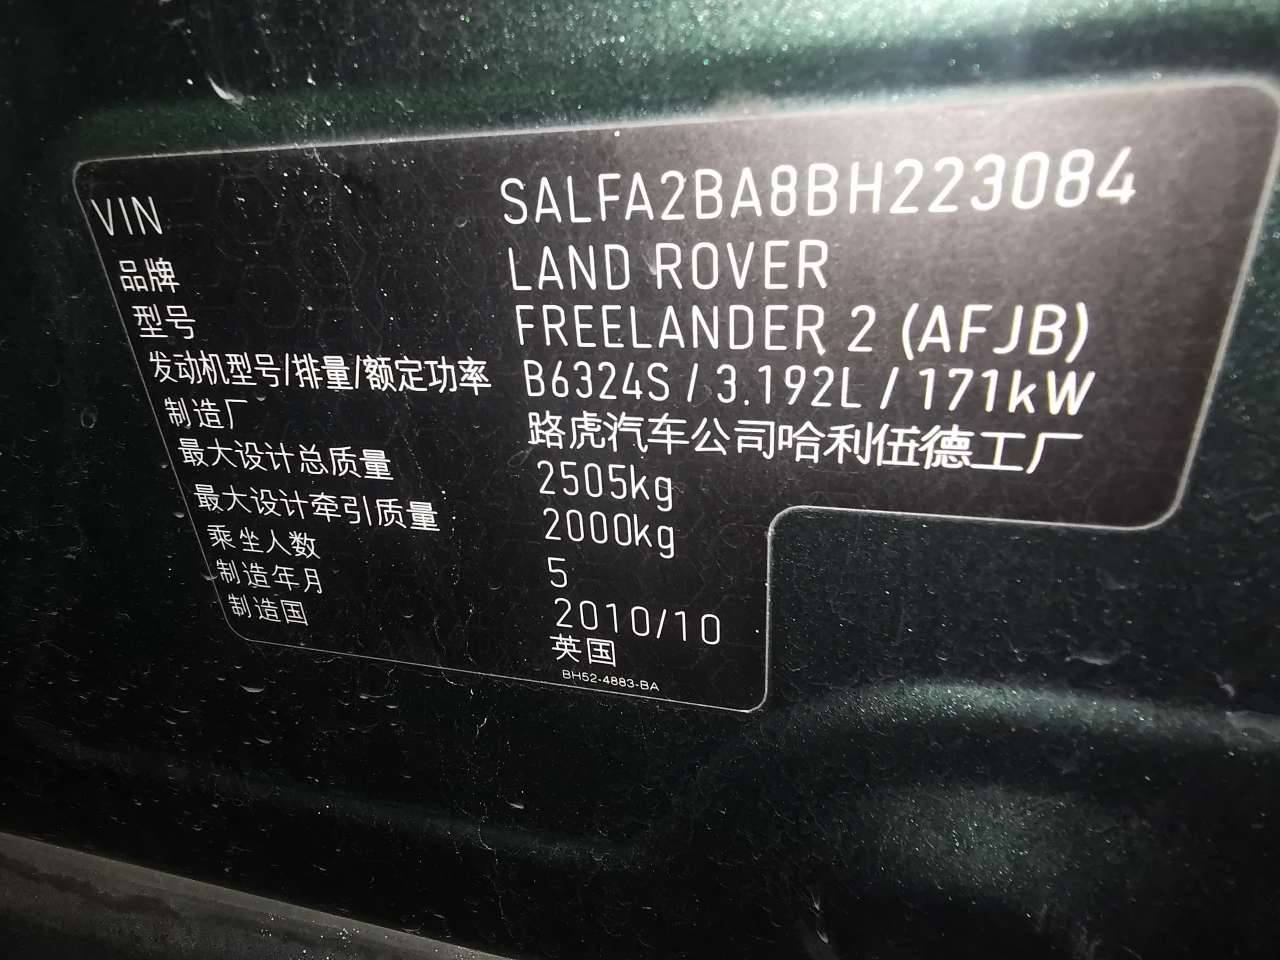 VIN SALFA2BA8BH223084
品牌 LAND ROVER
型号 FREELANDER 2 (AFJB)
发动机型号/排量/额定功率 B6324S / 3.192L / 171kW
制造厂 路虎汽车公司哈利伍德工厂
最大设计总质量 2505kg
最大设计牵引质量 2000kg
乘坐人数 5
制造年月 2010/10
制造国 英国
BH52-4883-BA